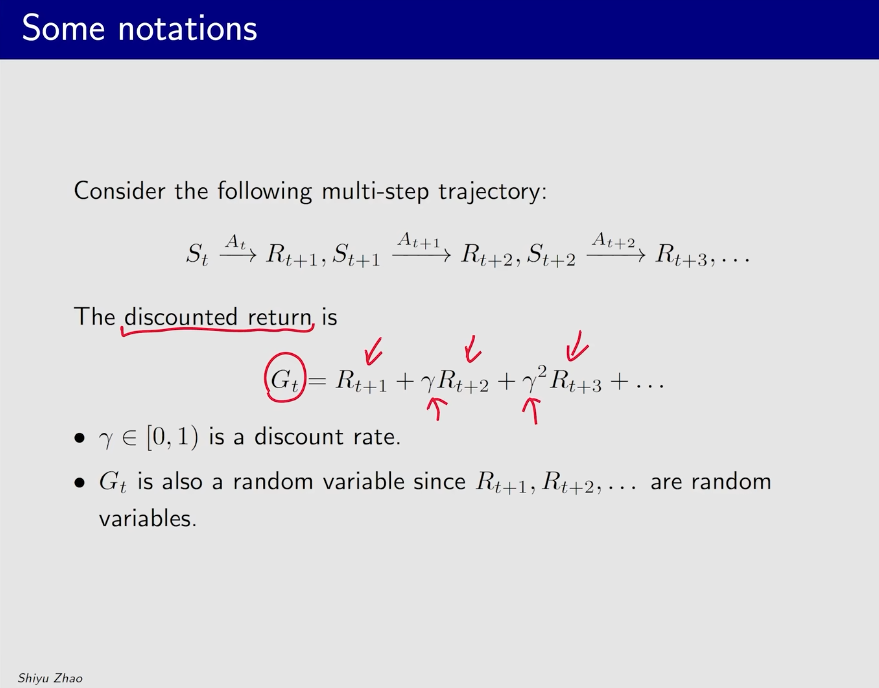 Some notations
Consider the following multi-step trajectory:
$S_t \xrightarrow{A_t} R_{t+1}, S_{t+1} \xrightarrow{A_{t+1}} R_{t+2}, S_{t+2} \xrightarrow{A_{t+2}} R_{t+3}, \ldots$
The discounted return is
$G_t = R_{t+1} + \gamma R_{t+2} + \gamma^2 R_{t+3} + \ldots$
• $\gamma \in [0, 1)$ is a discount rate.
• $G_t$ is also a random variable since $R_{t+1}, R_{t+2}, \ldots$ are random
variables.
Shiyu Zhao